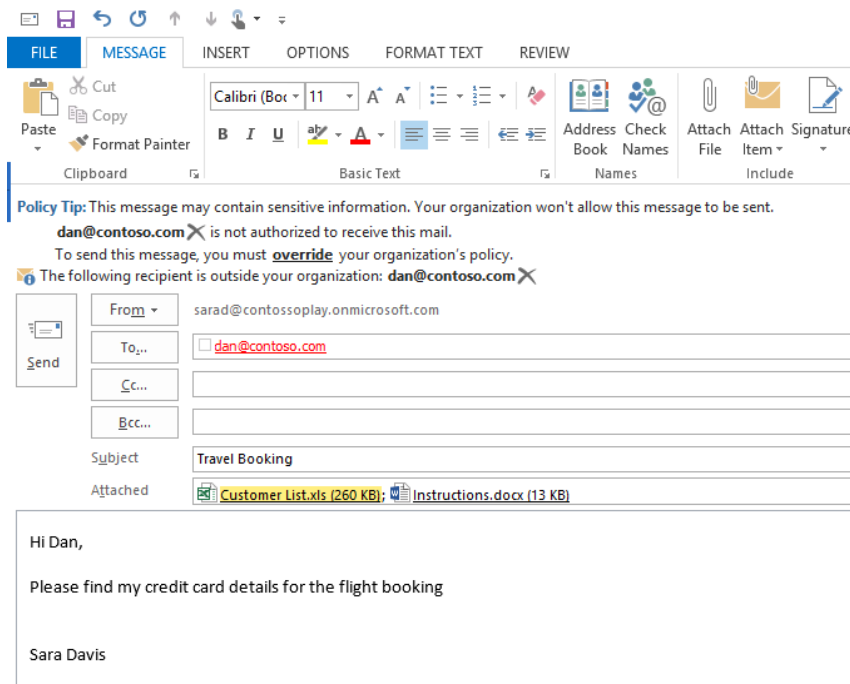 FILE MESSAGE INSERT OPTIONS FORMAT TEXT REVIEW
Cut
Copy
Paste
Format Painter
Clipboard
Calibri (Boc 11
B I U
Basic Text
Address Book
Check Names
Names
Attach File
Attach Item
Signature
Include
Policy Tip: This message may contain sensitive information. Your organization won't allow this message to be sent.
dan@contoso.com is not authorized to receive this mail.
To send this message, you must override your organization's policy.
The following recipient is outside your organization: dan@contoso.com
Send
From sarad@contossoplay.onmicrosoft.com
To... dan@contoso.com
Cc...
Bcc...
Subject Travel Booking
Attached Customer List.xls (260 KB); Instructions.docx (13 KB)
Hi Dan,
Please find my credit card details for the flight booking
Sara Davis